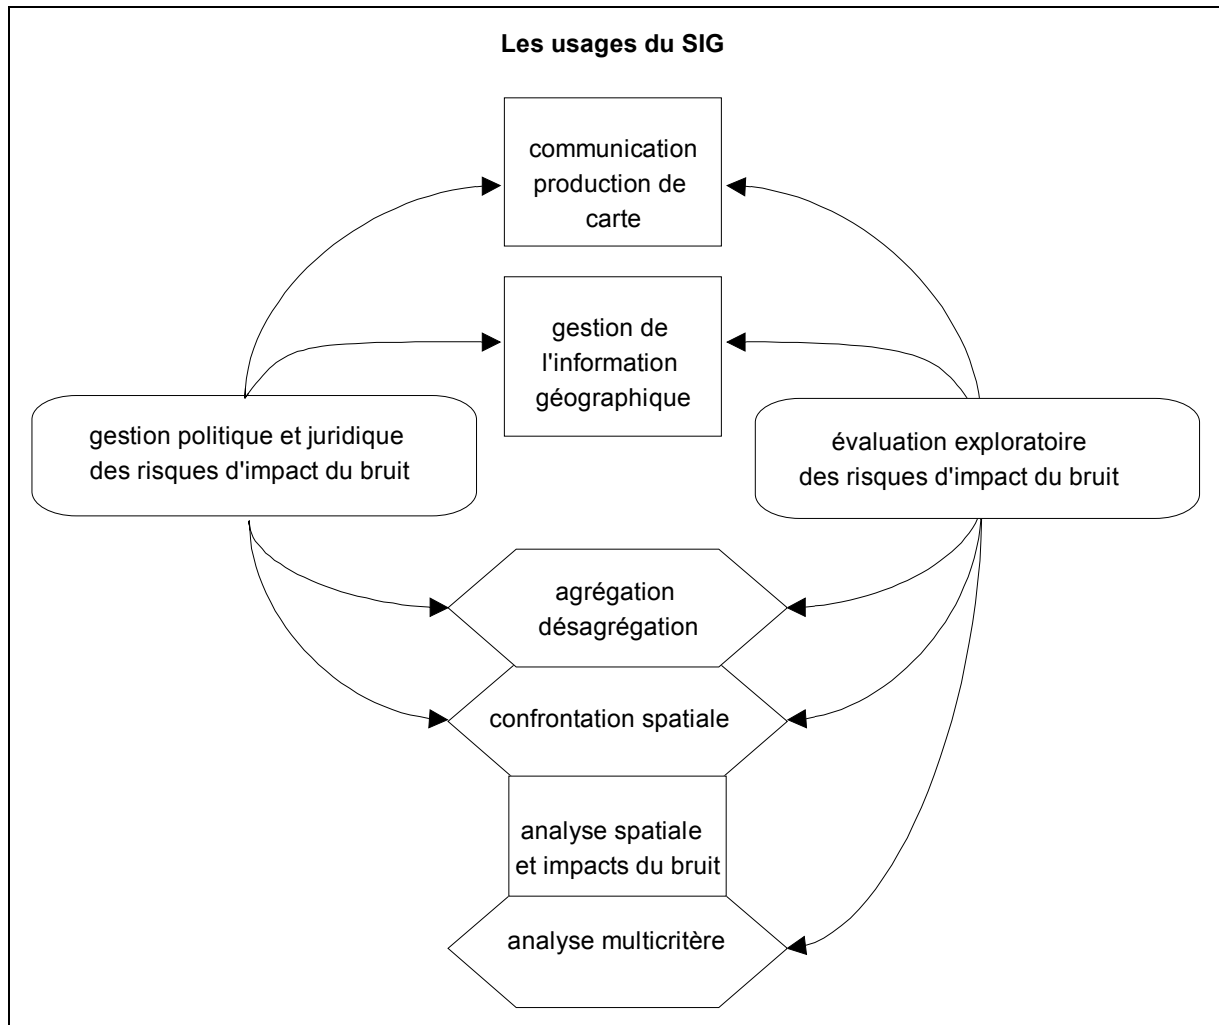 Les usages du SIG
communication
production de
carte
gestion de
l'information
géographique
gestion politique et juridique
des risques d'impact du bruit
évaluation exploratoire
des risques d'impact du bruit
agrégation
désagrégation
confrontation spatiale
analyse spatiale
et impacts du bruit
analyse multicritère